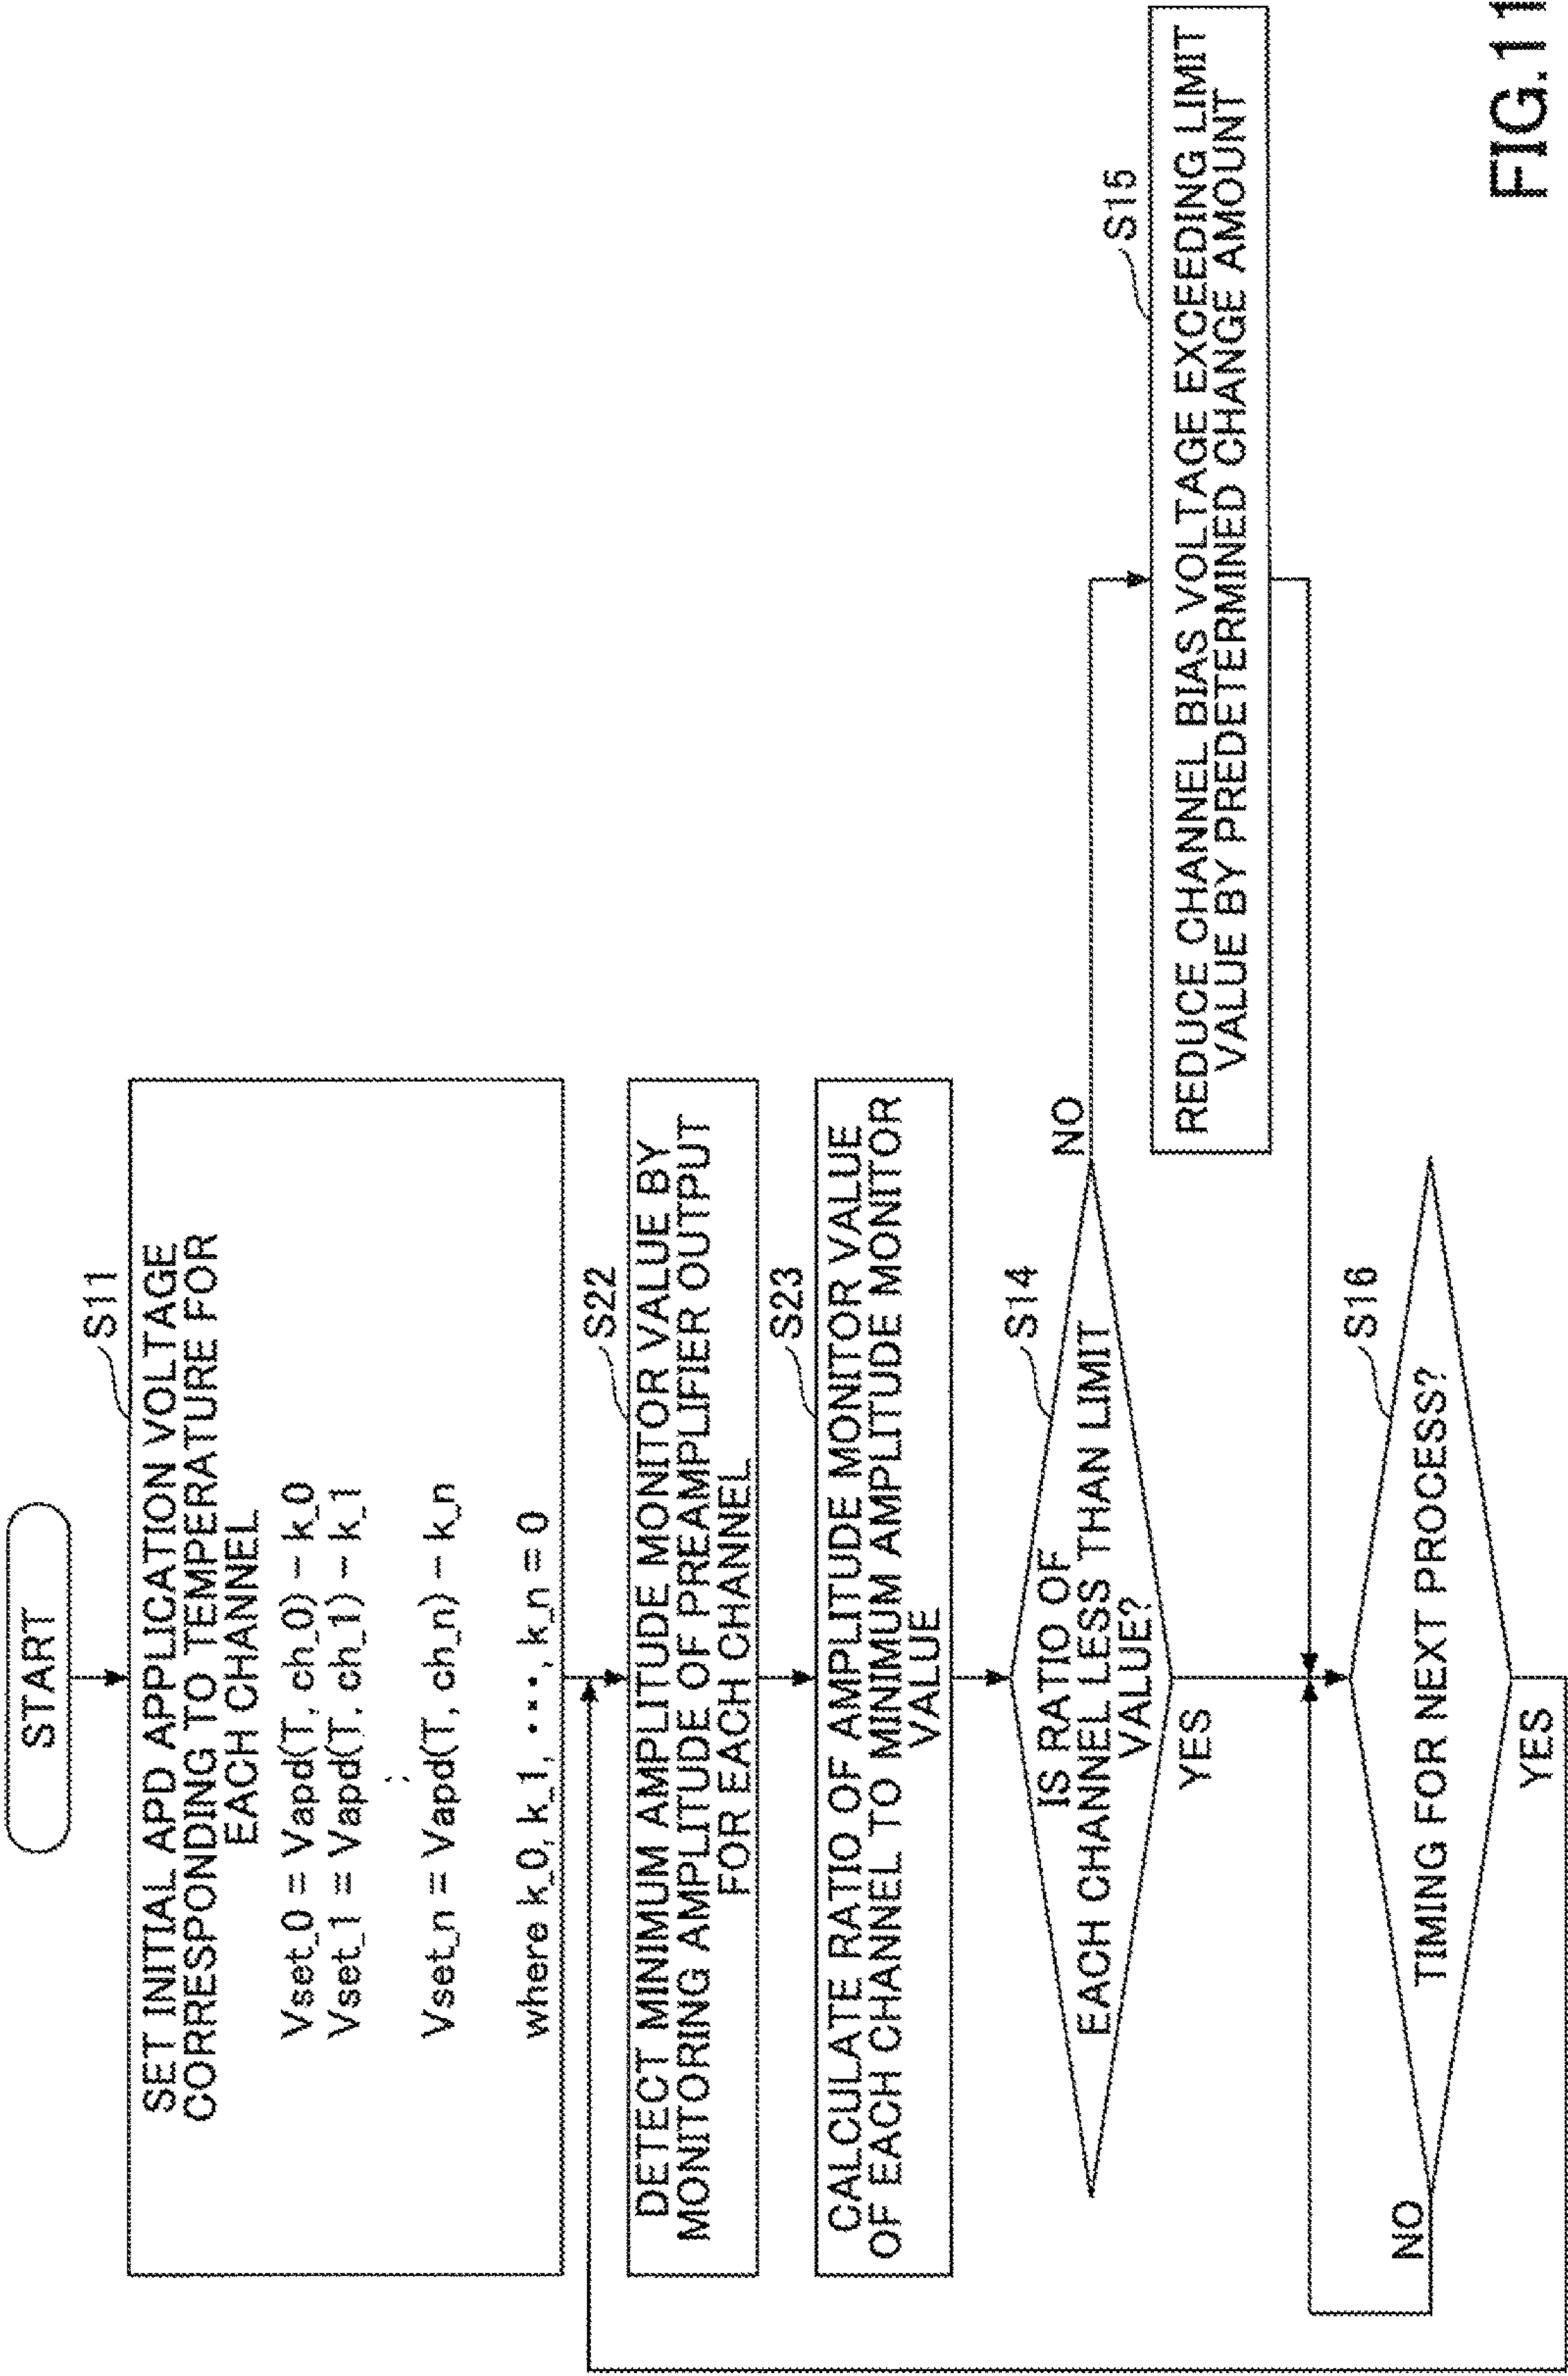 START
S11
SET INITIAL APD APPLICATION VOLTAGE
CORRESPONDING TO TEMPERATURE FOR
EACH CHANNEL
Vset_0 = Vapd(T, ch_0) − k_0
Vset_1 = Vapd(T, ch_1) − k_1
:
Vset_n = Vapd(T, ch_n) − k_n
where k_0, k_1, ･･･, k_n = 0
S22
DETECT MINIMUM AMPLITUDE MONITOR VALUE BY
MONITORING AMPLITUDE OF PREAMPLIFIER OUTPUT
FOR EACH CHANNEL
S23
CALCULATE RATIO OF AMPLITUDE MONITOR VALUE
OF EACH CHANNEL TO MINIMUM AMPLITUDE MONITOR
VALUE
S14
IS RATIO OF
EACH CHANNEL LESS THAN LIMIT
VALUE?
NO
YES
S15
REDUCE CHANNEL BIAS VOLTAGE EXCEEDING LIMIT
VALUE BY PREDETERMINED CHANGE AMOUNT
S16
TIMING FOR NEXT PROCESS?
NO
YES
FIG.11